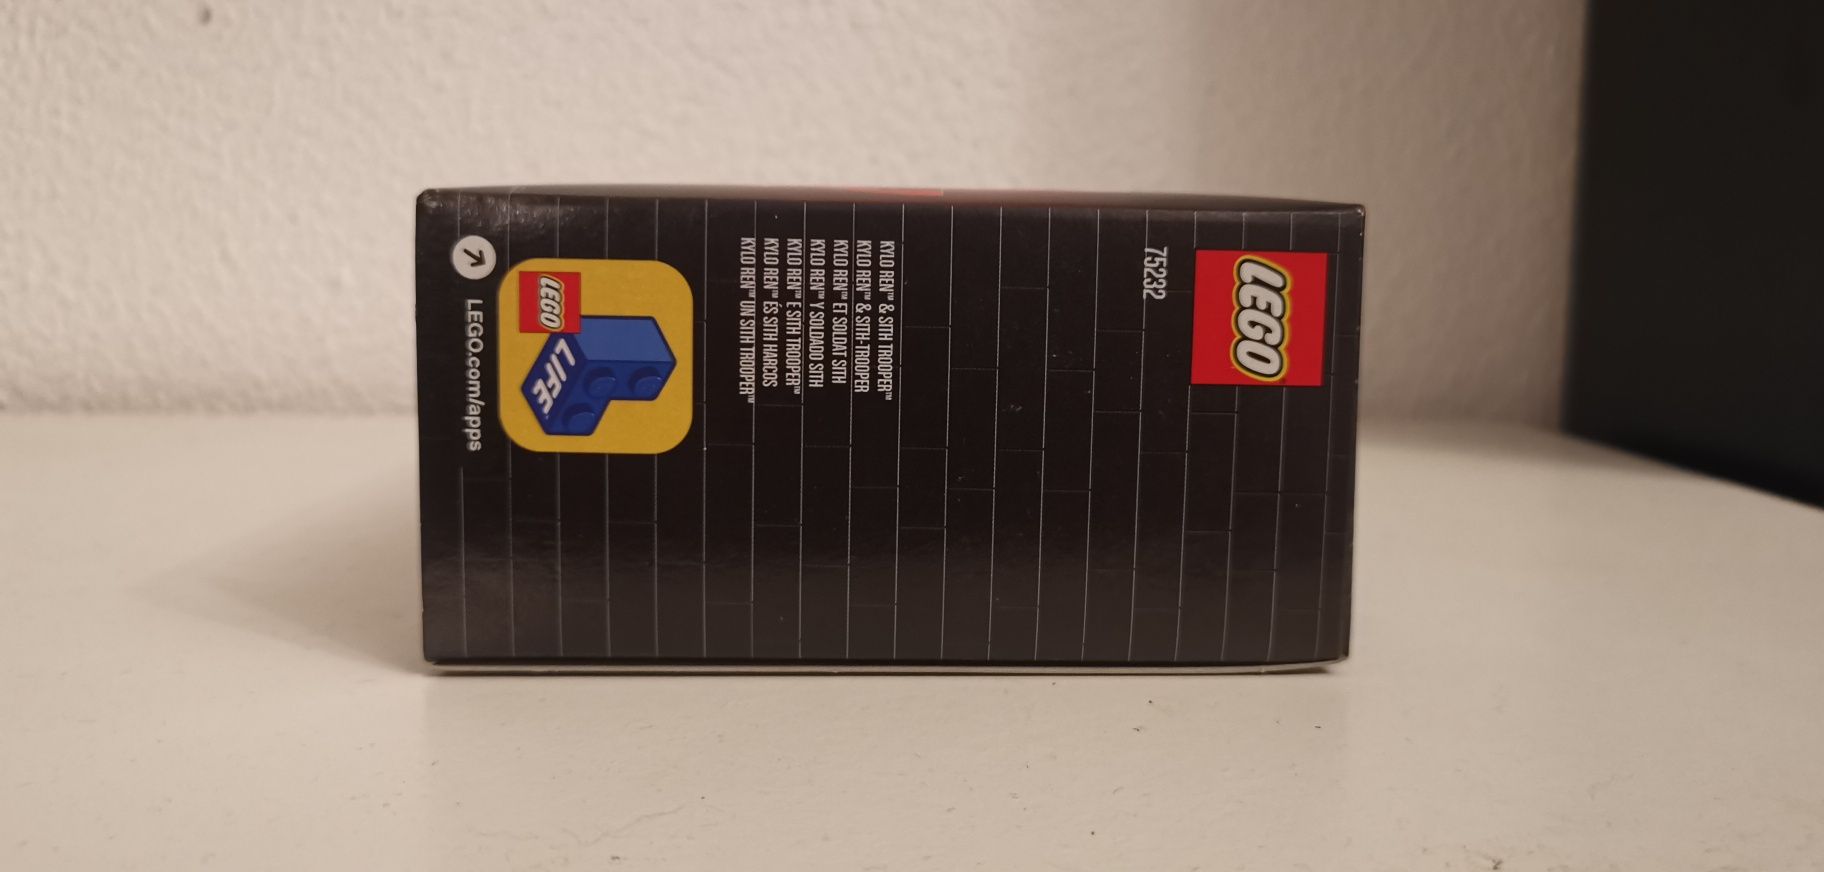 LEGO
75232
KYLO REN™ & SITH TROOPER™
KYLO REN™ & SITH-TROOPER
KYLO REN™ ET SOLDAT SITH
KYLO REN™ Y SOLDADO SITH
KYLO REN™ E SITH TROOPER™
KYLO REN™ ÉS SITH HARCOS
KYLO REN™ UN SITH TROOPER™
LEGO
LIFE
LEGO.com/apps